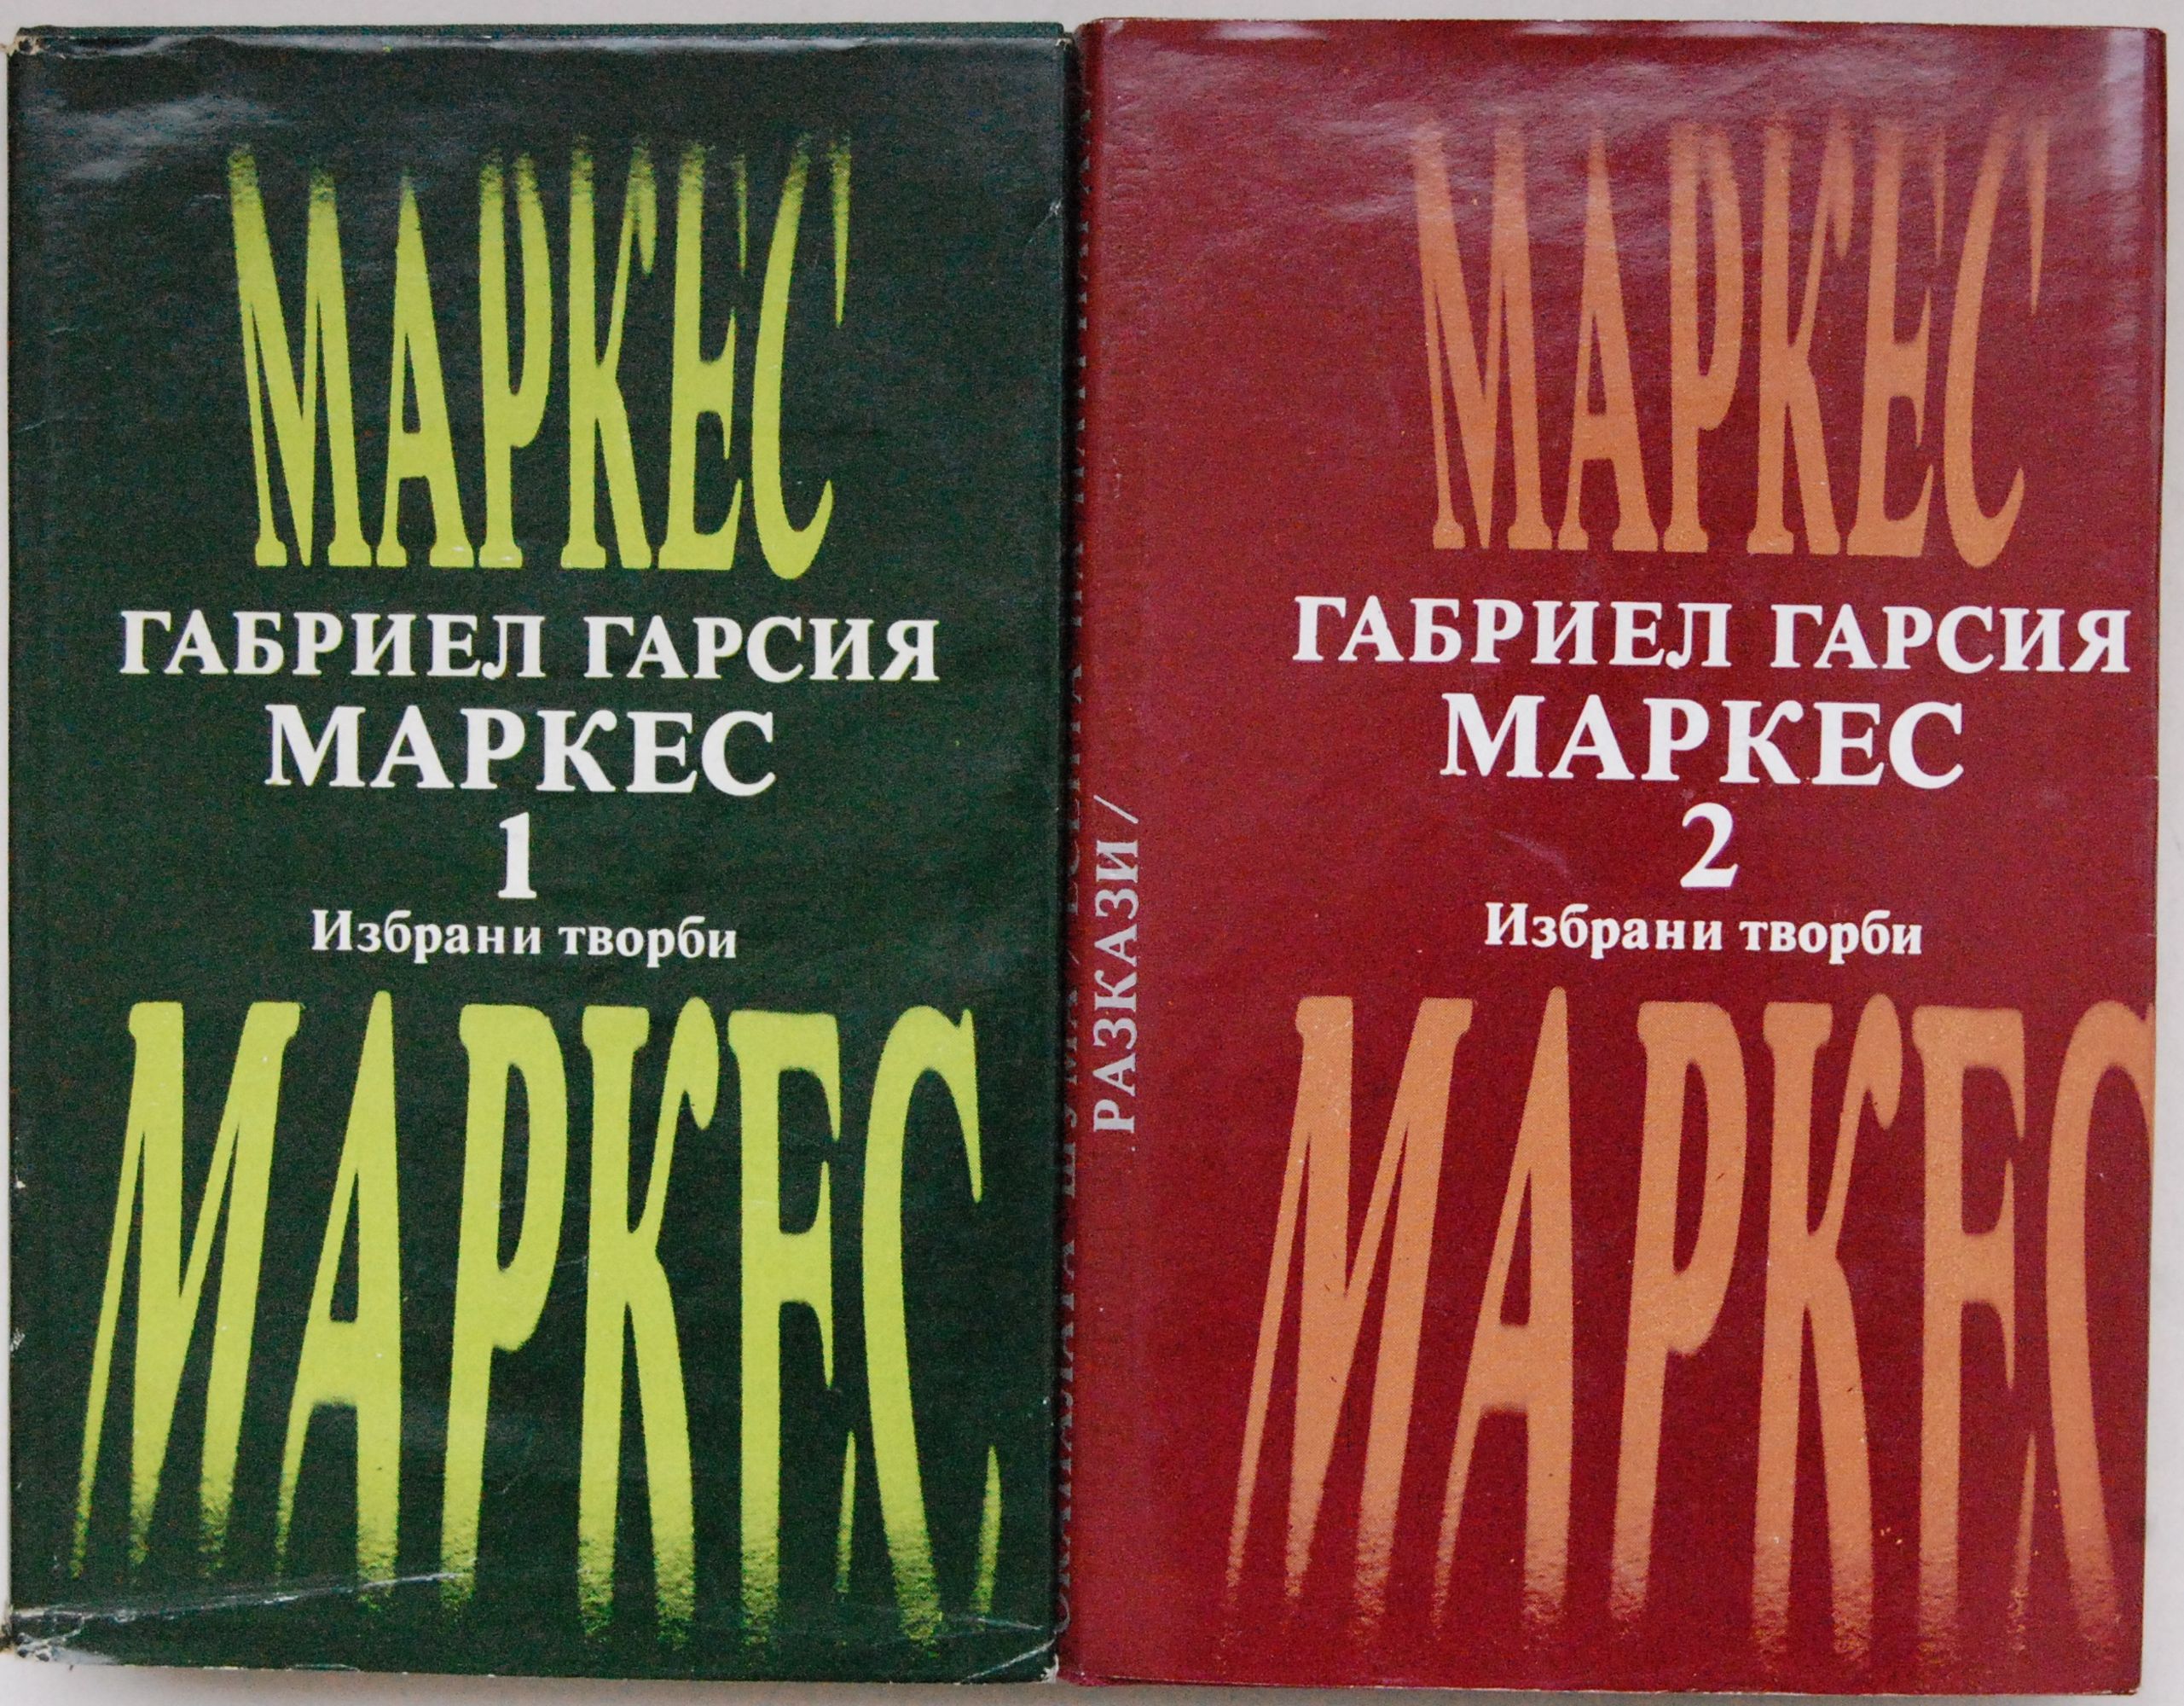 МАРКЕС
ГАБРИЕЛ ГАРСИЯ
МАРКЕС
1
Избрани творби
МАРКЕС
РАЗКАЗИ /
МАРКЕС
ГАБРИЕЛ ГАРСИЯ
МАРКЕС
2
Избрани творби
МАРКЕС